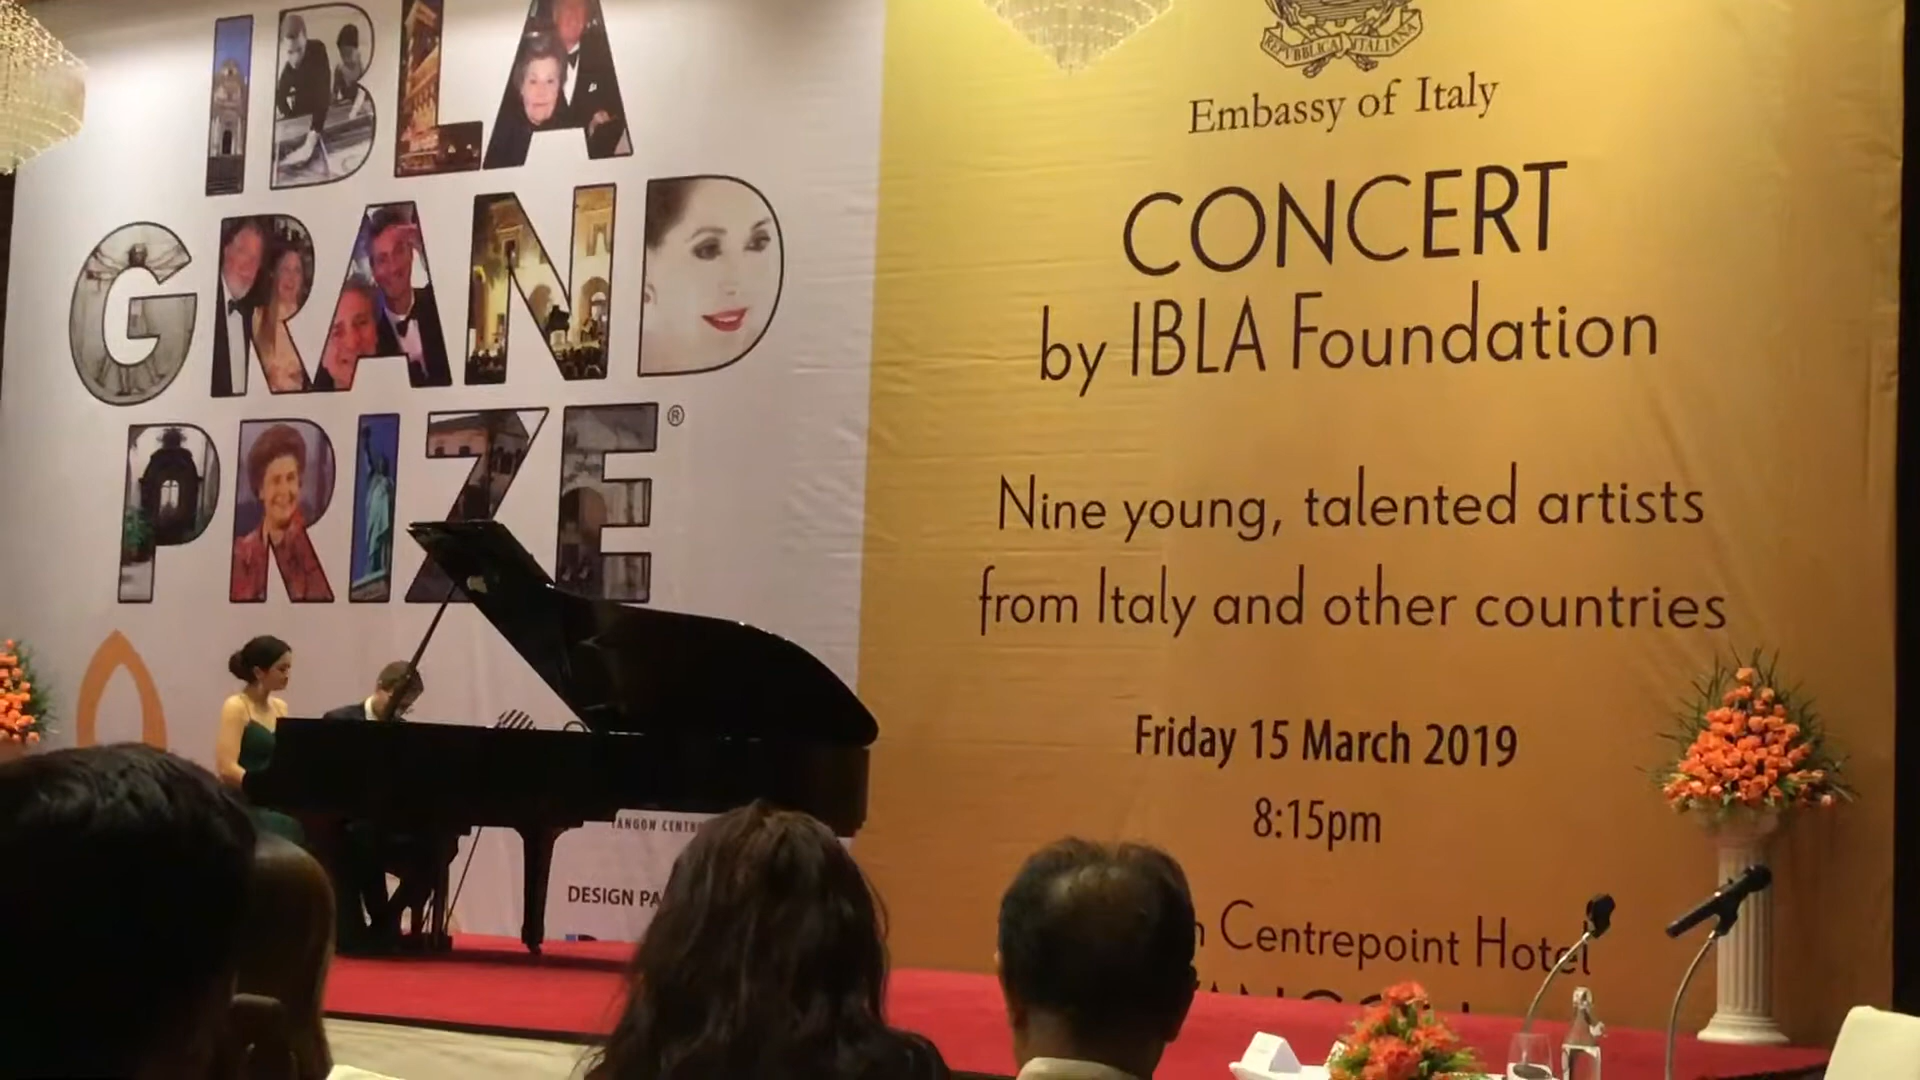 IBLA
GRAND
PRIZE®
DESIGN PA
REPVBBLICA ITALIANA
Embassy of Italy
CONCERT
by IBLA Foundation
Nine young, talented artists
from Italy and other countries
Friday 15 March 2019
8:15pm
Centrepoint Hotel